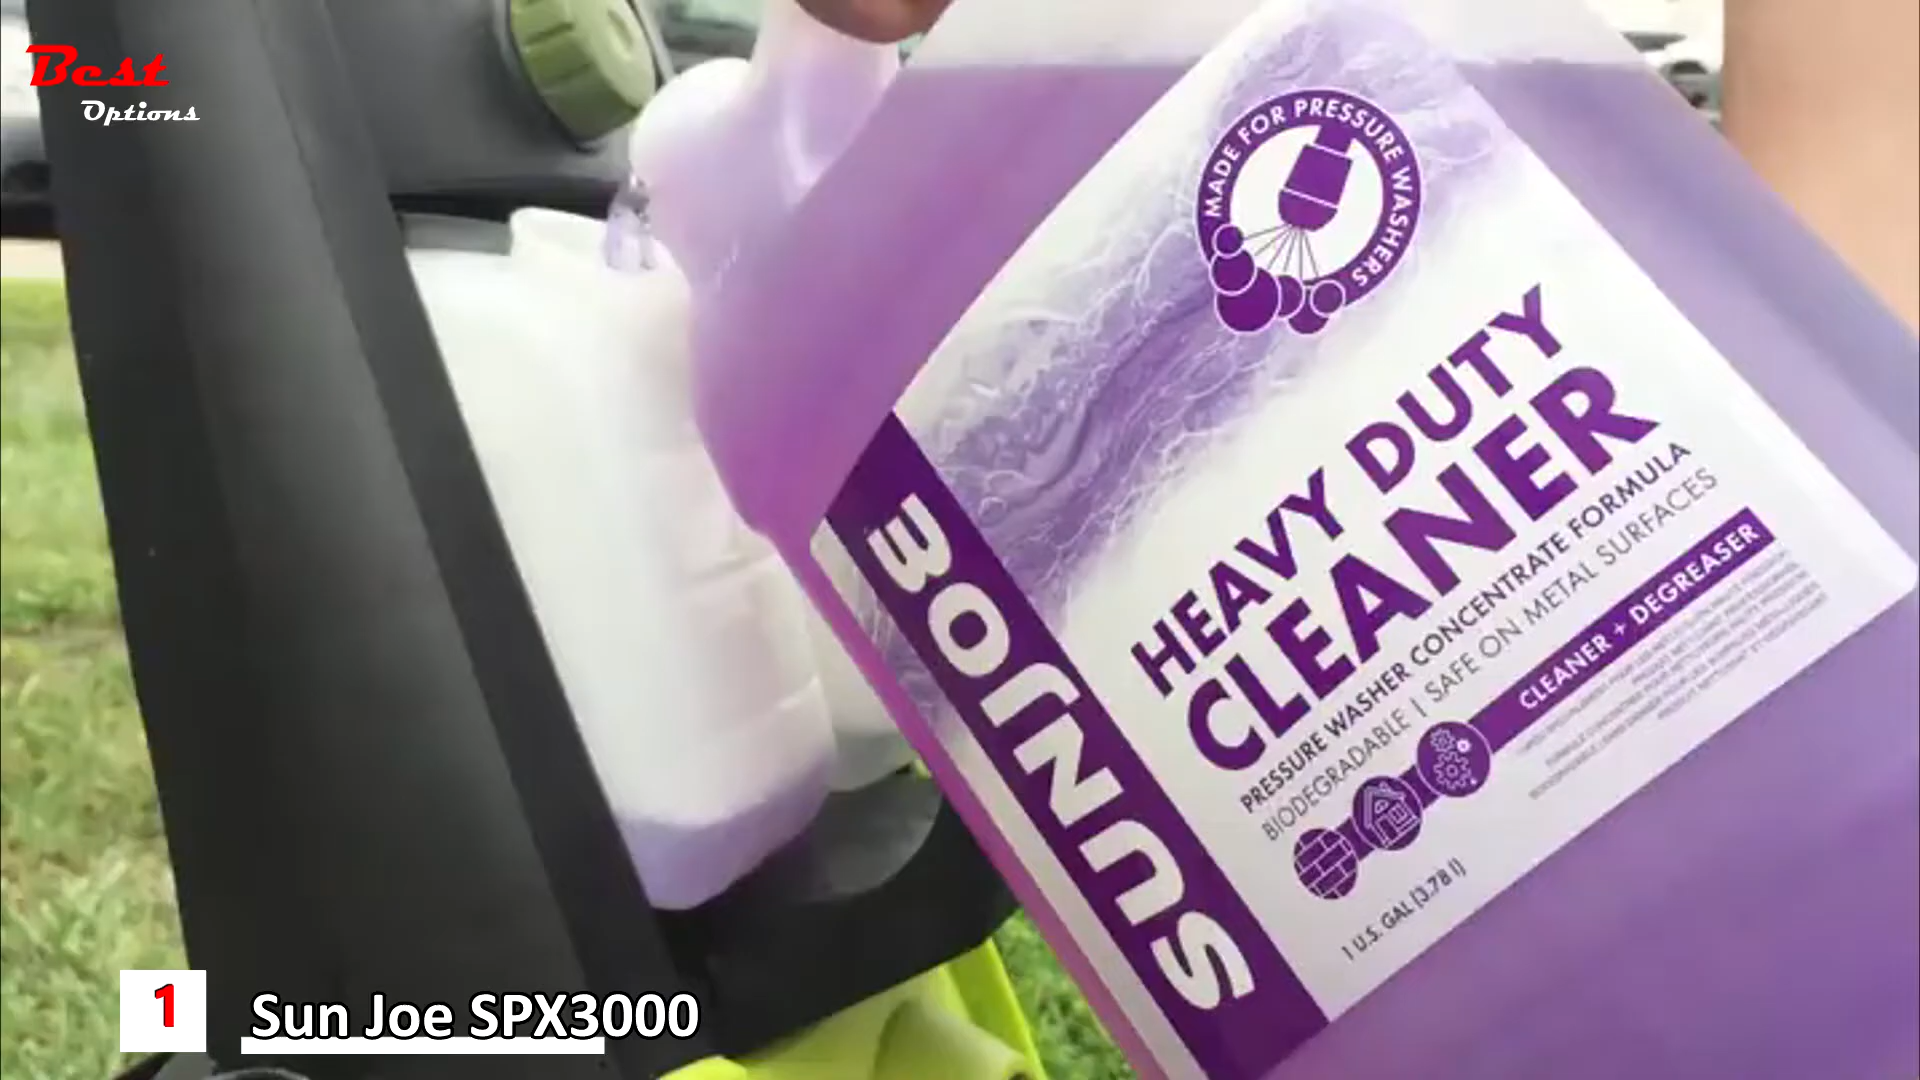 Best
Options
MADE FOR PRESSURE WASHERS
HEAVY DUTY
CLEANER
PRESSURE WASHER CONCENTRATE FORMULA
BIODEGRADABLE | SAFE ON METAL SURFACES
CLEANER + DEGREASER
1 U.S. GAL (3.78 l)
SUNJOE
1
Sun Joe SPX3000